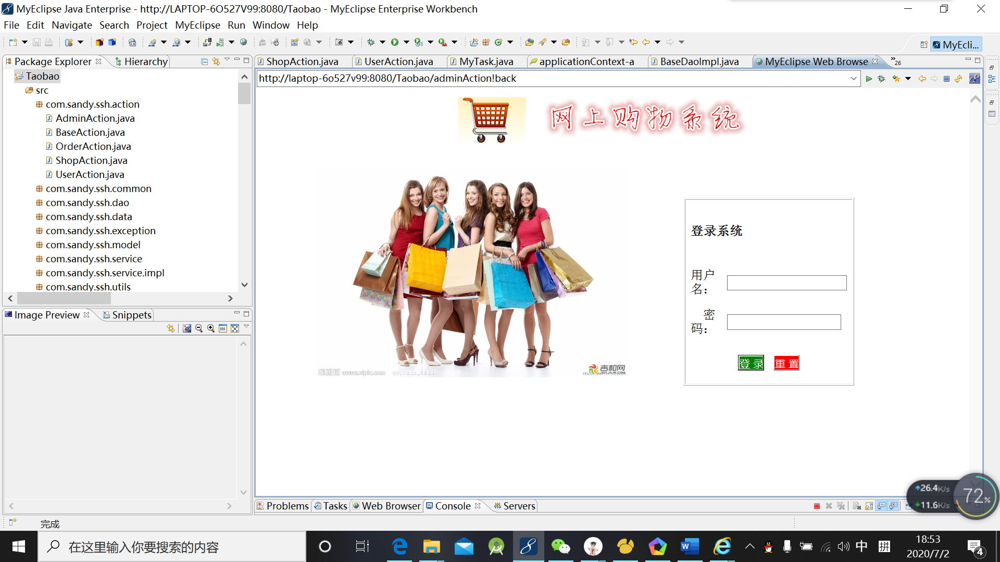 MyEclipse Java Enterprise - http://LAPTOP-6O527V99:8080/Taobao - MyEclipse Enterprise Workbench
File Edit Navigate Search Project MyEclipse Run Window Help
MyEcli...
Package Explorer Hierarchy
ShopAction.java UserAction.java MyTask.java applicationContext-a BaseDaoImpl.java MyEclipse Web Browse »26
http://laptop-6o527v99:8080/Taobao/adminAction!back
Taobao
src
com.sandy.ssh.action
AdminAction.java
BaseAction.java
OrderAction.java
ShopAction.java
UserAction.java
com.sandy.ssh.common
com.sandy.ssh.dao
com.sandy.ssh.data
com.sandy.ssh.exception
com.sandy.ssh.model
com.sandy.ssh.service
com.sandy.ssh.service.impl
com.sandy.ssh.utils
Image Preview Snippets
网上购物系统
登录系统
用户
名：
密
码：
登 录 重 置
昵图网 www.nipic.com
吉和网
Problems Tasks Web Browser Console Servers
26.4K/s
11.6K/s
72%
完成
在这里输入你要搜索的内容
中 拼
18:53
2020/7/2
4